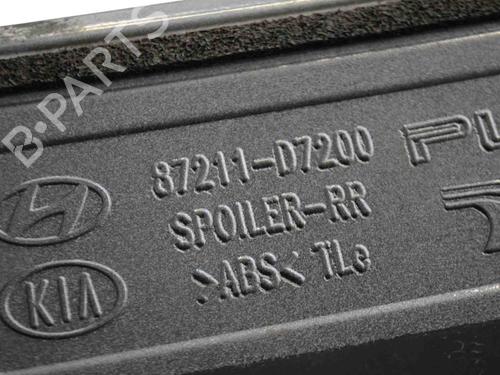 B-PARTS
87211-D7200
SPOILER-RR
>ABS< TLe
KIA